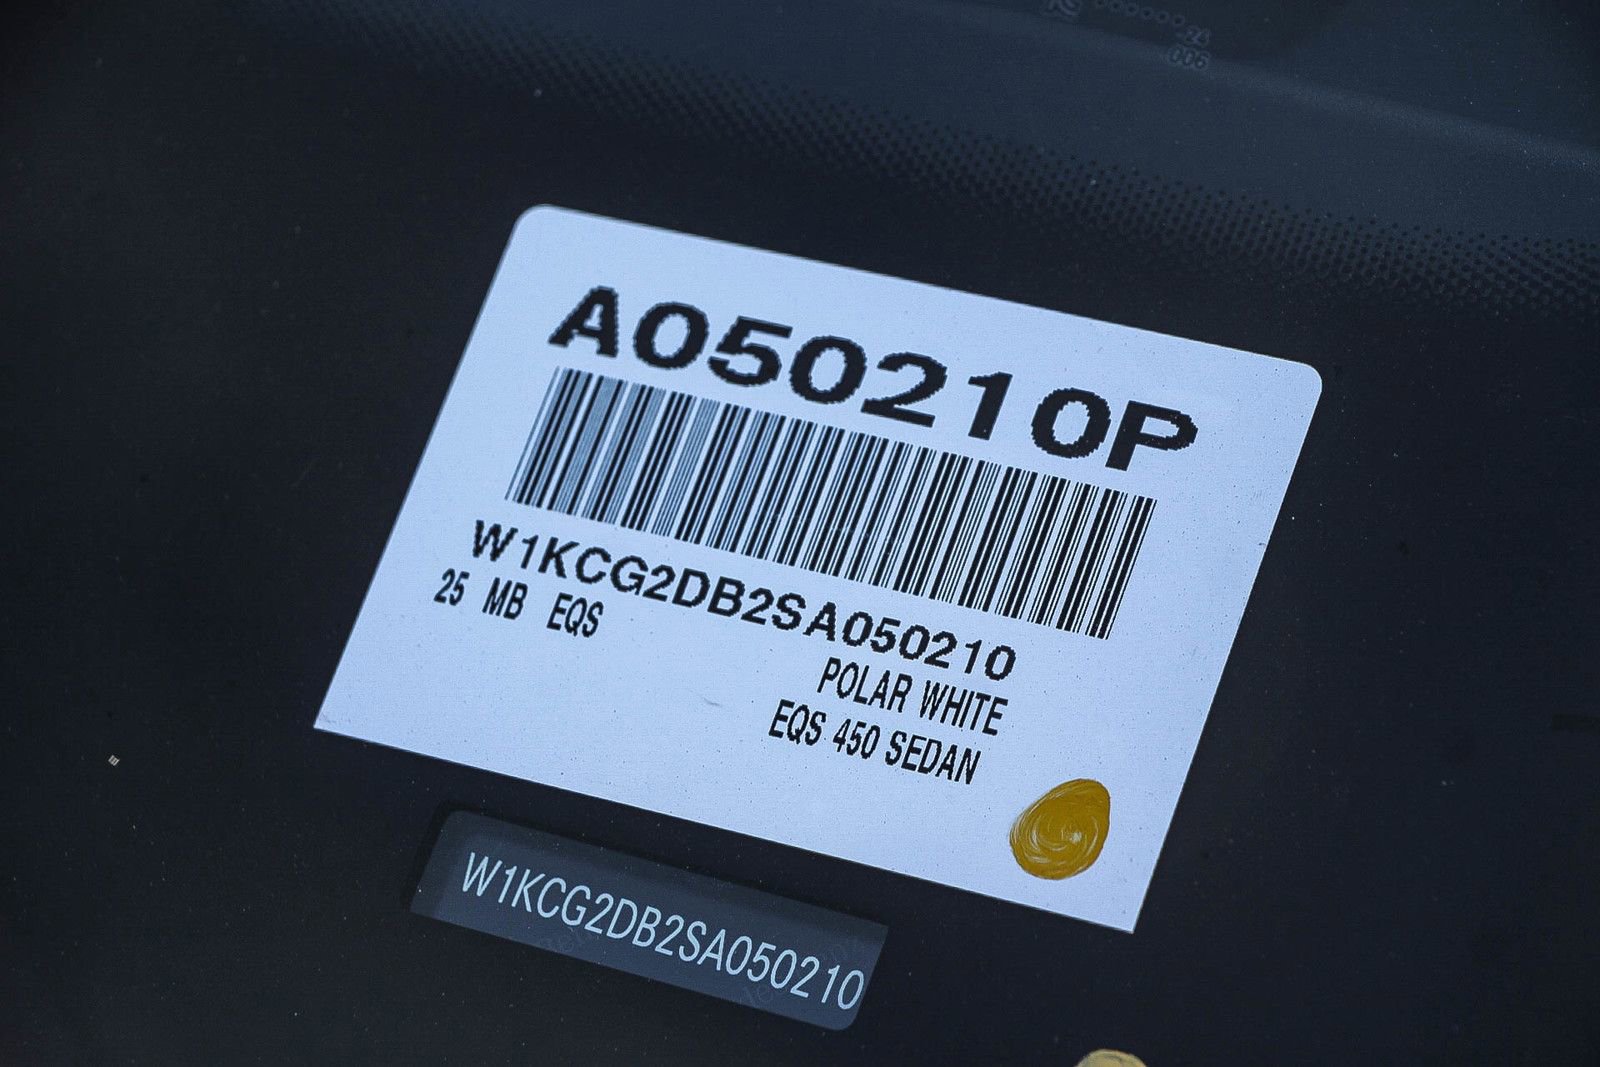 A050210P
W1KCG2DB2SA050210
25 MB EQS
POLAR WHITE
EQS 450 SEDAN
W1KCG2DB2SA050210